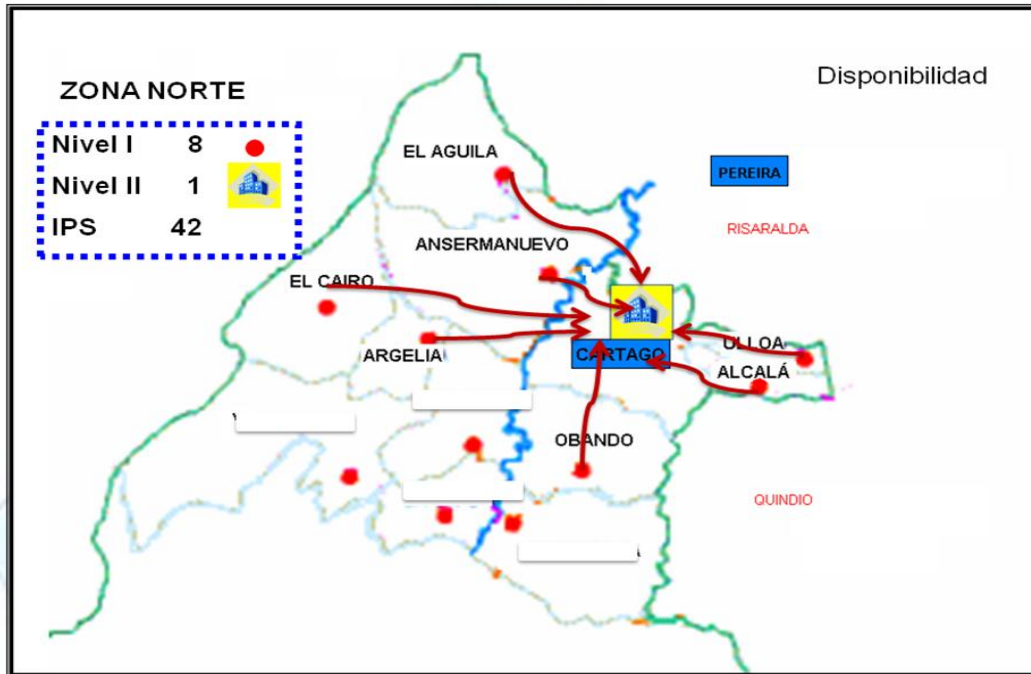 Disponibilidad
ZONA NORTE
Nivel I 8
Nivel II 1
IPS 42
EL AGUILA
PEREIRA
RISARALDA
ANSERMANUEVO
EL CAIRO
ARGELIA
CARTAGO
ULLOA
ALCALÁ
OBANDO
QUINDIO